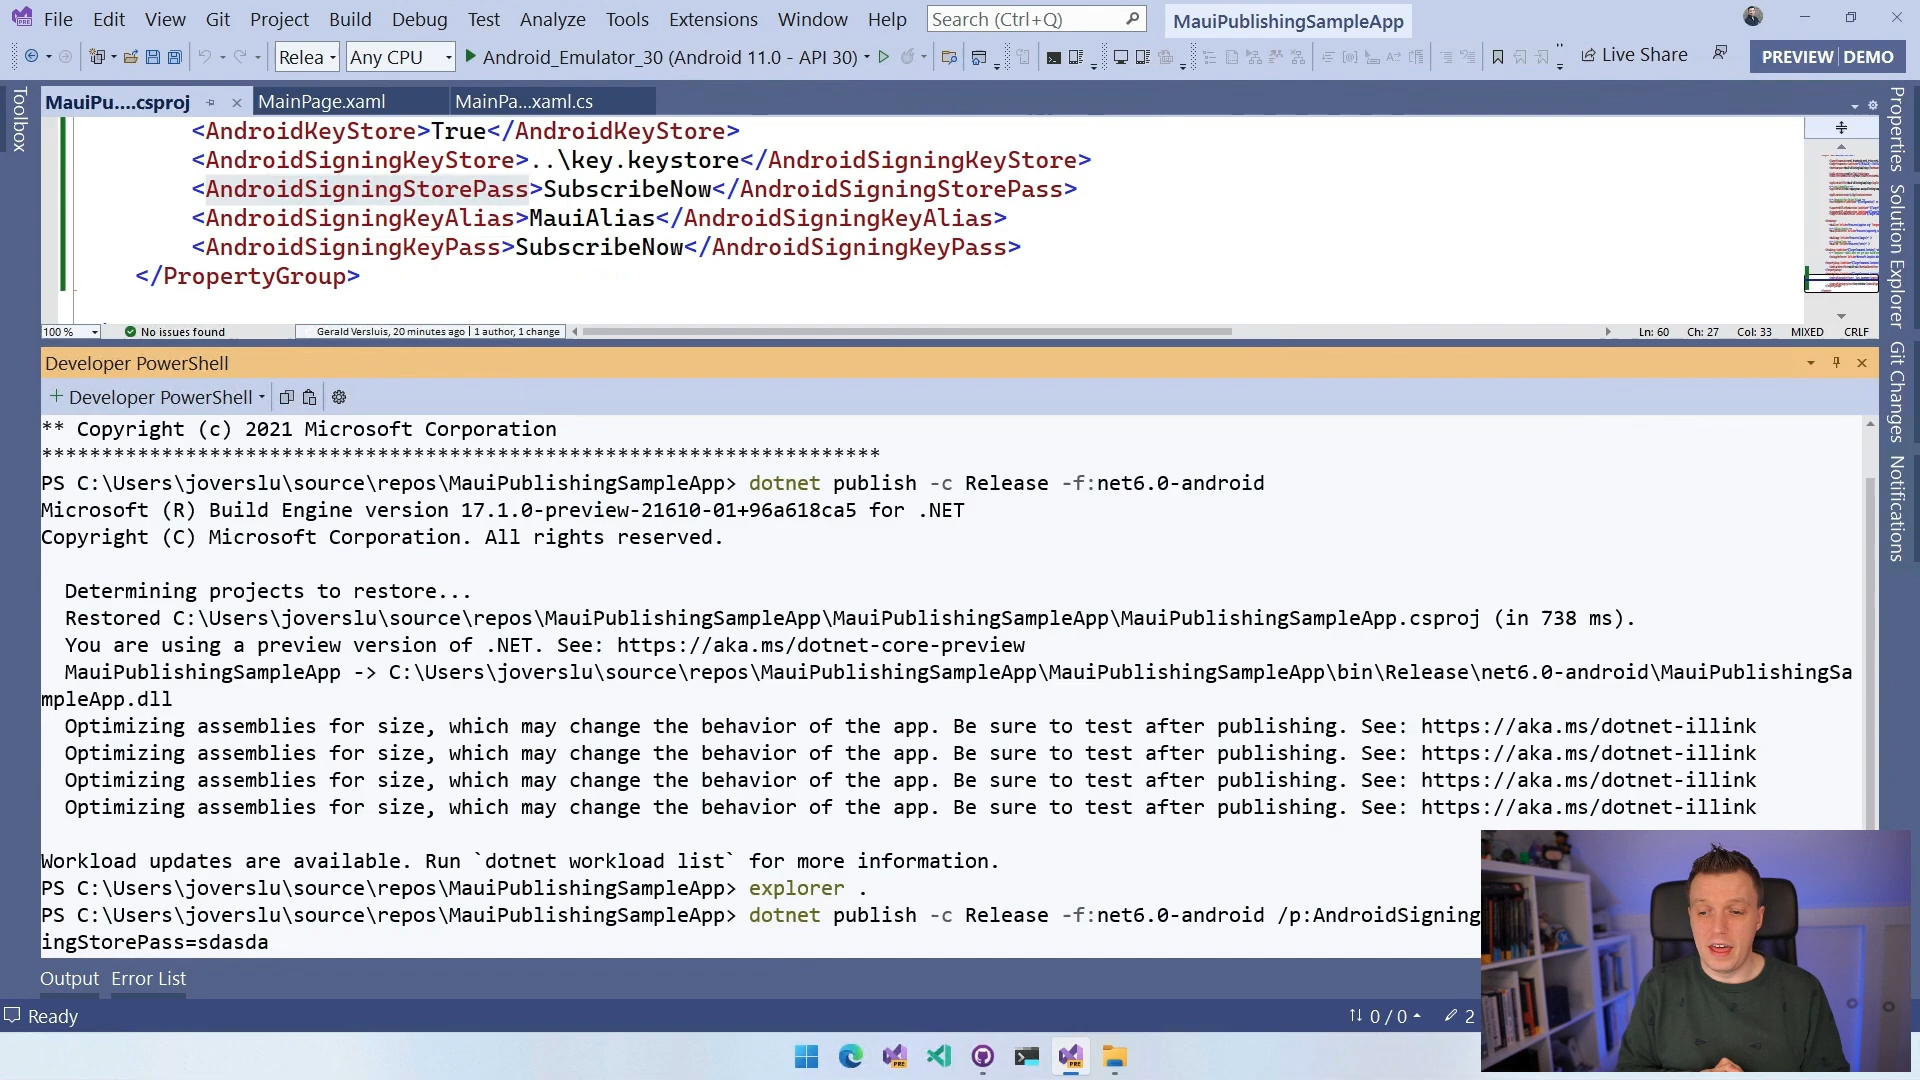 File Edit View Git Project Build Debug Test Analyze Tools Extensions Window Help Search (Ctrl+Q) MauiPublishingSampleApp
Relea Any CPU Android_Emulator_30 (Android 11.0 - API 30) Live Share PREVIEW DEMO
Toolbox
MauiPu....csproj MainPage.xaml MainPa...xaml.cs
<AndroidKeyStore>True</AndroidKeyStore>
<AndroidSigningKeyStore>..\key.keystore</AndroidSigningKeyStore>
<AndroidSigningStorePass>SubscribeNow</AndroidSigningStorePass>
<AndroidSigningKeyAlias>MauiAlias</AndroidSigningKeyAlias>
<AndroidSigningKeyPass>SubscribeNow</AndroidSigningKeyPass>
</PropertyGroup>
100 % No issues found Gerald Versluis, 20 minutes ago | 1 author, 1 change Ln: 60 Ch: 27 Col: 33 MIXED CRLF
Properties
Solution Explorer
Git Changes
Notifications
Developer PowerShell
+ Developer PowerShell
** Copyright (c) 2021 Microsoft Corporation
**********************************************************************
PS C:\Users\joverslu\source\repos\MauiPublishingSampleApp> dotnet publish -c Release -f:net6.0-android
Microsoft (R) Build Engine version 17.1.0-preview-21610-01+96a618ca5 for .NET
Copyright (C) Microsoft Corporation. All rights reserved.
Determining projects to restore...
Restored C:\Users\joverslu\source\repos\MauiPublishingSampleApp\MauiPublishingSampleApp\MauiPublishingSampleApp.csproj (in 738 ms).
You are using a preview version of .NET. See: https://aka.ms/dotnet-core-preview
MauiPublishingSampleApp -> C:\Users\joverslu\source\repos\MauiPublishingSampleApp\MauiPublishingSampleApp\bin\Release\net6.0-android\MauiPublishingSa
mpleApp.dll
Optimizing assemblies for size, which may change the behavior of the app. Be sure to test after publishing. See: https://aka.ms/dotnet-illink
Optimizing assemblies for size, which may change the behavior of the app. Be sure to test after publishing. See: https://aka.ms/dotnet-illink
Optimizing assemblies for size, which may change the behavior of the app. Be sure to test after publishing. See: https://aka.ms/dotnet-illink
Optimizing assemblies for size, which may change the behavior of the app. Be sure to test after publishing. See: https://aka.ms/dotnet-illink
Workload updates are available. Run `dotnet workload list` for more information.
PS C:\Users\joverslu\source\repos\MauiPublishingSampleApp> explorer .
PS C:\Users\joverslu\source\repos\MauiPublishingSampleApp> dotnet publish -c Release -f:net6.0-android /p:AndroidSigning
ingStorePass=sdasda
Output Error List
Ready 0 / 0 2